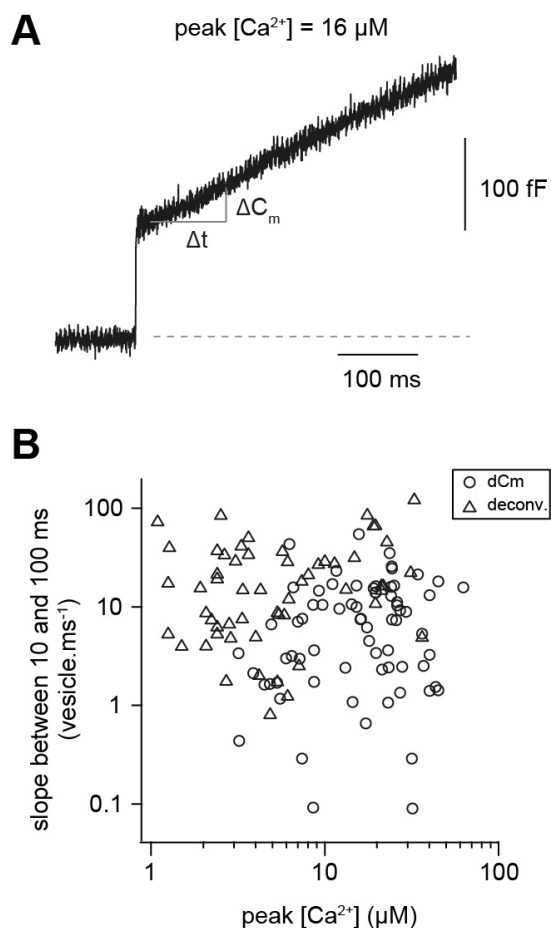 A
peak [Ca²⁺] = 16 µM
100 fF
ΔCₘ
Δt
100 ms
B
dCm
deconv.
slope between 10 and 100 ms
(vesicle.ms⁻¹)
100
10
1
0.1
1
10
100
peak [Ca²⁺] (µM)